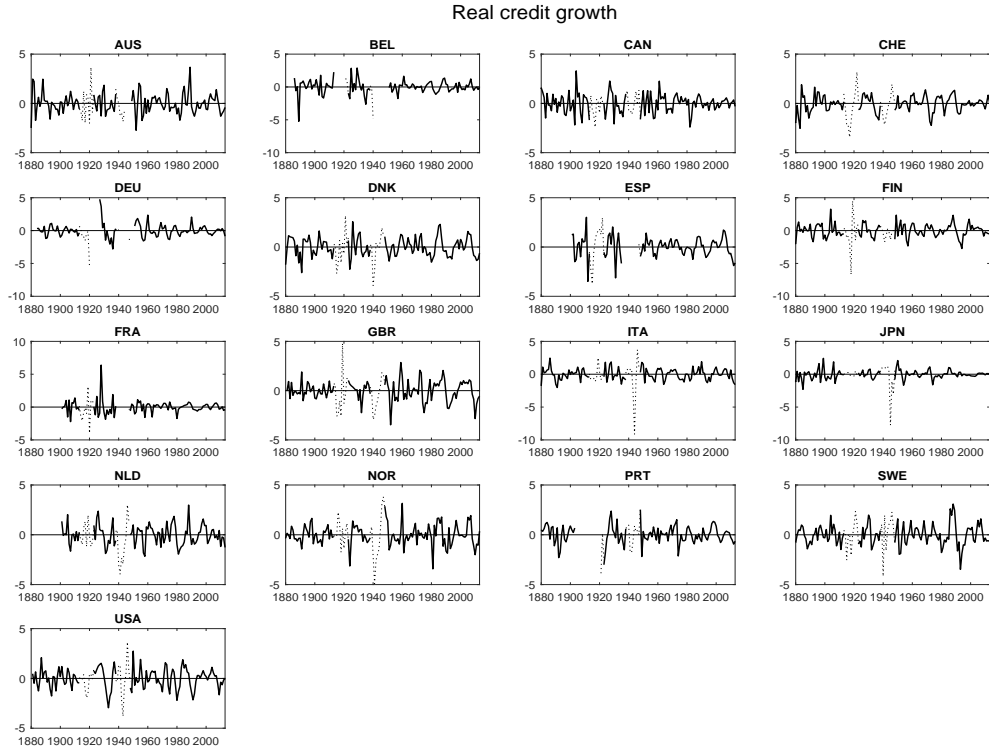 Real credit growth
AUS BEL CAN CHE
5 5 5 5
0 0 0 0
-5
-5 -10 -5 -5
1880 1900 1920 1940 1960 1980 2000 1880 1900 1920 1940 1960 1980 2000 1880 1900 1920 1940 1960 1980 2000 1880 1900 1920 1940 1960 1980 2000
DEU DNK ESP FIN
5 5 5 5
0 0 0 0
-5 -5
-10 -5 -5 -10
1880 1900 1920 1940 1960 1980 2000 1880 1900 1920 1940 1960 1980 2000 1880 1900 1920 1940 1960 1980 2000 1880 1900 1920 1940 1960 1980 2000
FRA GBR ITA JPN
10 5 5 5
5 0 0 0
0 -5 -5
-5 -5 -10 -10
1880 1900 1920 1940 1960 1980 2000 1880 1900 1920 1940 1960 1980 2000 1880 1900 1920 1940 1960 1980 2000 1880 1900 1920 1940 1960 1980 2000
NLD NOR PRT SWE
5 5 5 5
0 0 0 0
-5 -5 -5 -5
1880 1900 1920 1940 1960 1980 2000 1880 1900 1920 1940 1960 1980 2000 1880 1900 1920 1940 1960 1980 2000 1880 1900 1920 1940 1960 1980 2000
USA
5
0
-5
1880 1900 1920 1940 1960 1980 2000